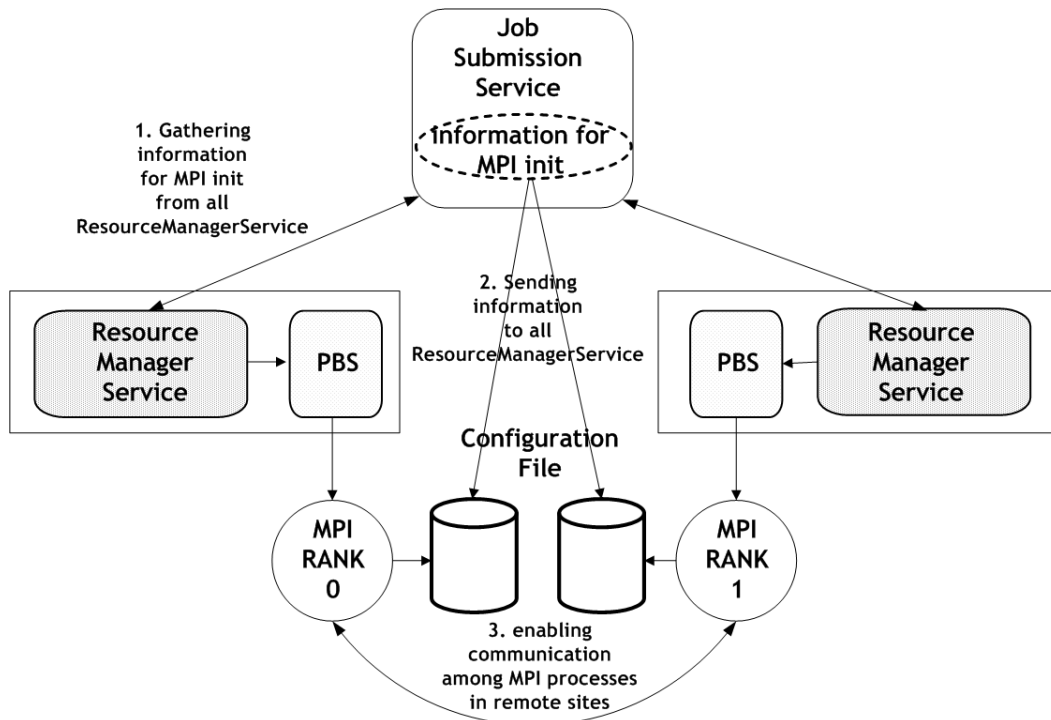 Job
Submission
Service
Information for
MPI init
1. Gathering
information
for MPI init
from all
ResourceManagerService
2. Sending
information
to all
ResourceManagerService
Resource
Manager
Service
PBS
PBS
Resource
Manager
Service
Configuration
File
MPI
RANK
0
MPI
RANK
1
3. enabling
communication
among MPI processes
in remote sites